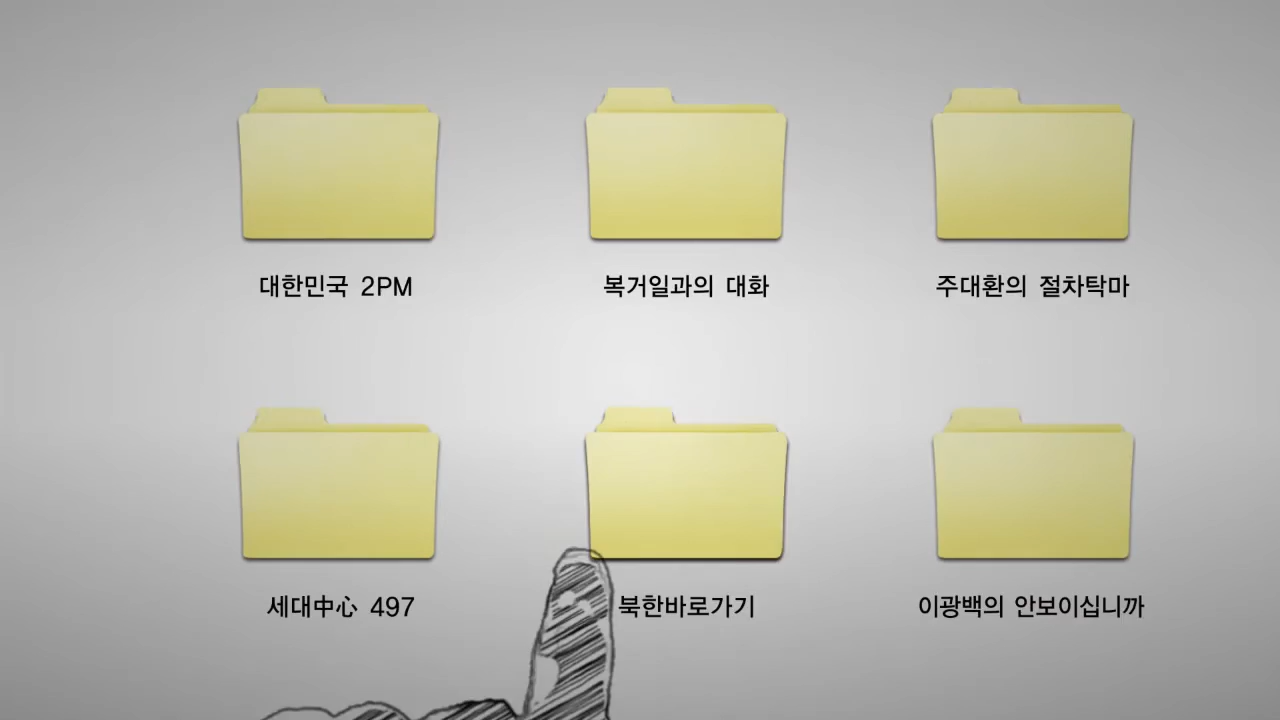 대한민국 2PM
복거일과의 대화
주대환의 절차탁마
세대中心 497
북한바로가기
이광백의 안보이십니까